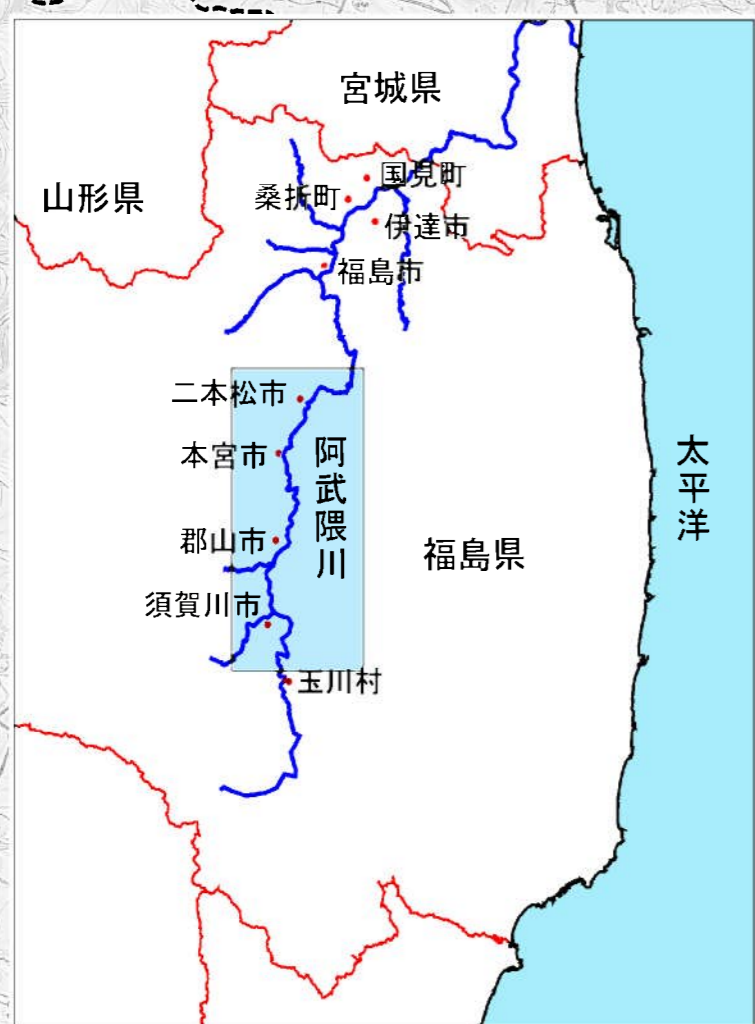 宮城県
国見町
山形県
桑折町
伊達市
福島市
二本松市
本宮市
阿武隈川
太平洋
郡山市
福島県
須賀川市
玉川村